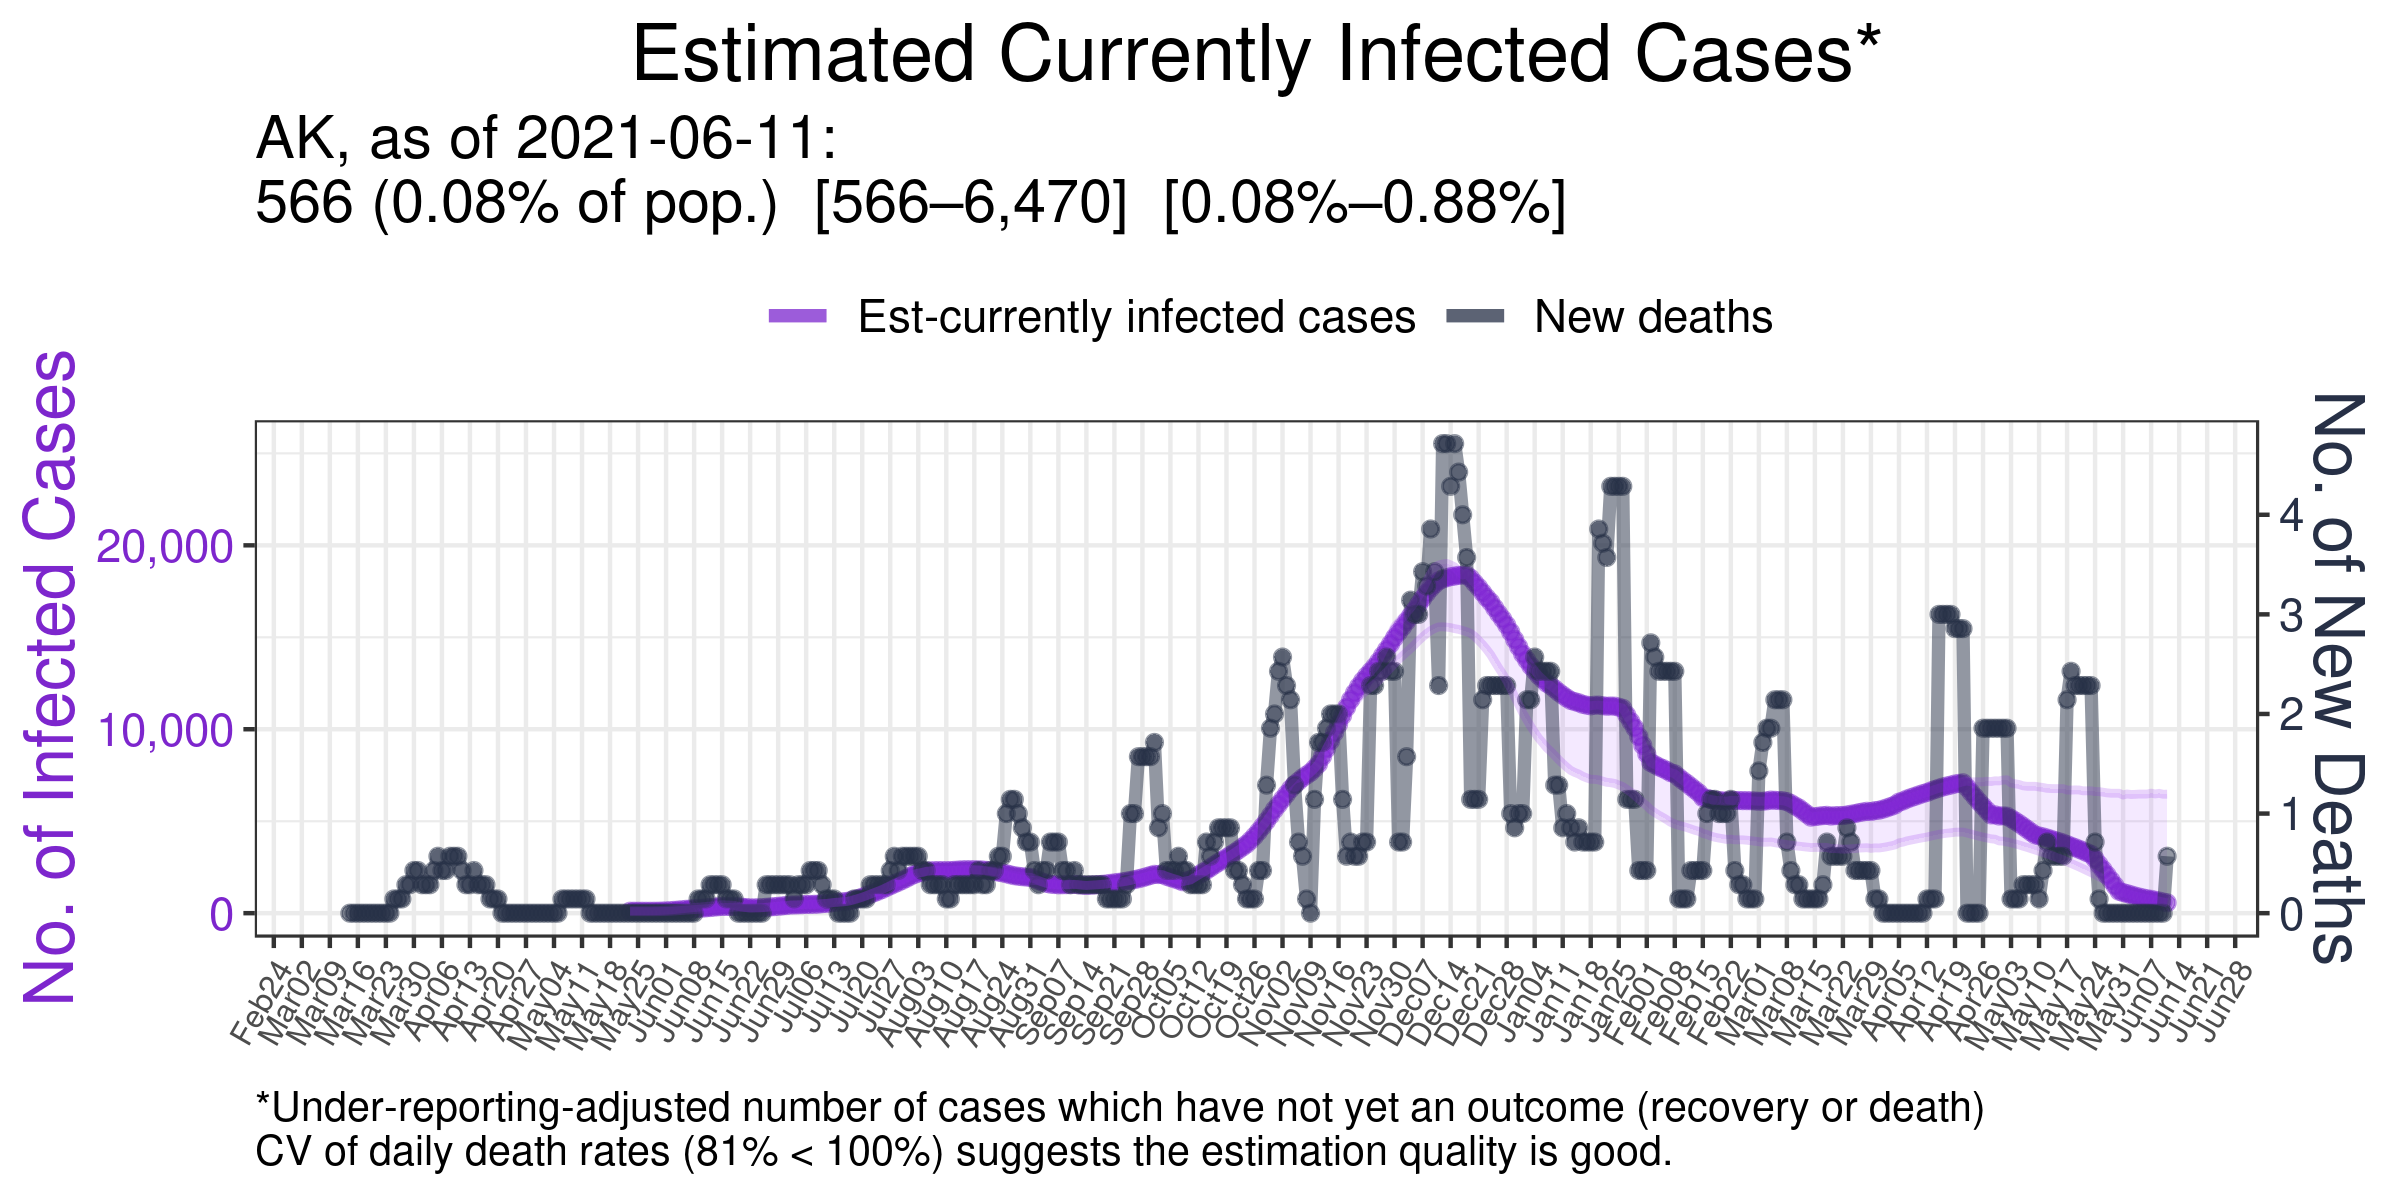 Estimated Currently Infected Cases*
AK, as of 2021-06-11:
566 (0.08% of pop.)  [566–6,470]  [0.08%–0.88%]
Est-currently infected cases
New deaths
No. of Infected Cases
20,000
10,000
0
4
3
2
1
0
No. of New Deaths
Feb24
Mar02
Mar09
Mar16
Mar23
Mar30
Apr06
Apr13
Apr20
Apr27
May04
May11
May18
May25
Jun01
Jun08
Jun15
Jun22
Jun29
Jul06
Jul13
Jul20
Jul27
Aug03
Aug10
Aug17
Aug24
Aug31
Sep07
Sep14
Sep21
Sep28
Oct05
Oct12
Oct19
Oct26
Nov02
Nov09
Nov16
Nov23
Nov30
Dec07
Dec14
Dec21
Dec28
Jan04
Jan11
Jan18
Jan25
Feb01
Feb08
Feb15
Feb22
Mar01
Mar08
Mar15
Mar22
Mar29
Apr05
Apr12
Apr19
Apr26
May03
May10
May17
May24
May31
Jun07
Jun14
Jun21
Jun28
*Under-reporting-adjusted number of cases which have not yet an outcome (recovery or death)
CV of daily death rates (81% < 100%) suggests the estimation quality is good.